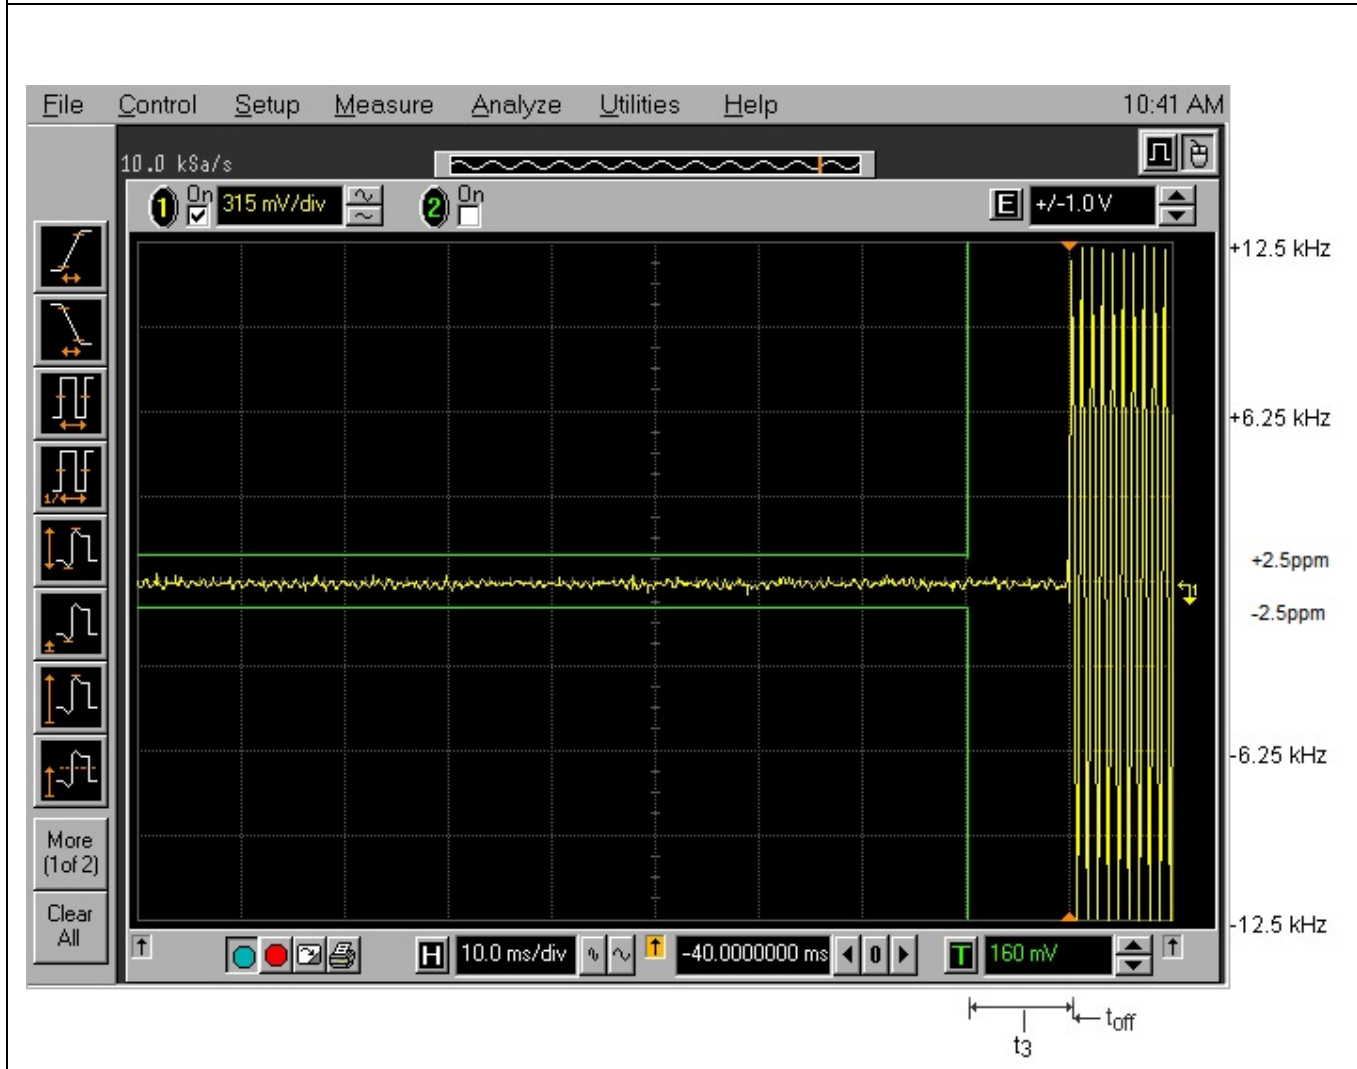 File Control Setup Measure Analyze Utilities Help 10:41 AM
10.0 kSa/s
1 On 315 mV/div 2 On E +/-1.0 V
+12.5 kHz
+6.25 kHz
1/
+2.5ppm
-2.5ppm
-6.25 kHz
More
(1of 2)
Clear
All
-12.5 kHz
H 10.0 ms/div -40.0000000 ms 0 T 160 mV
toff
t3